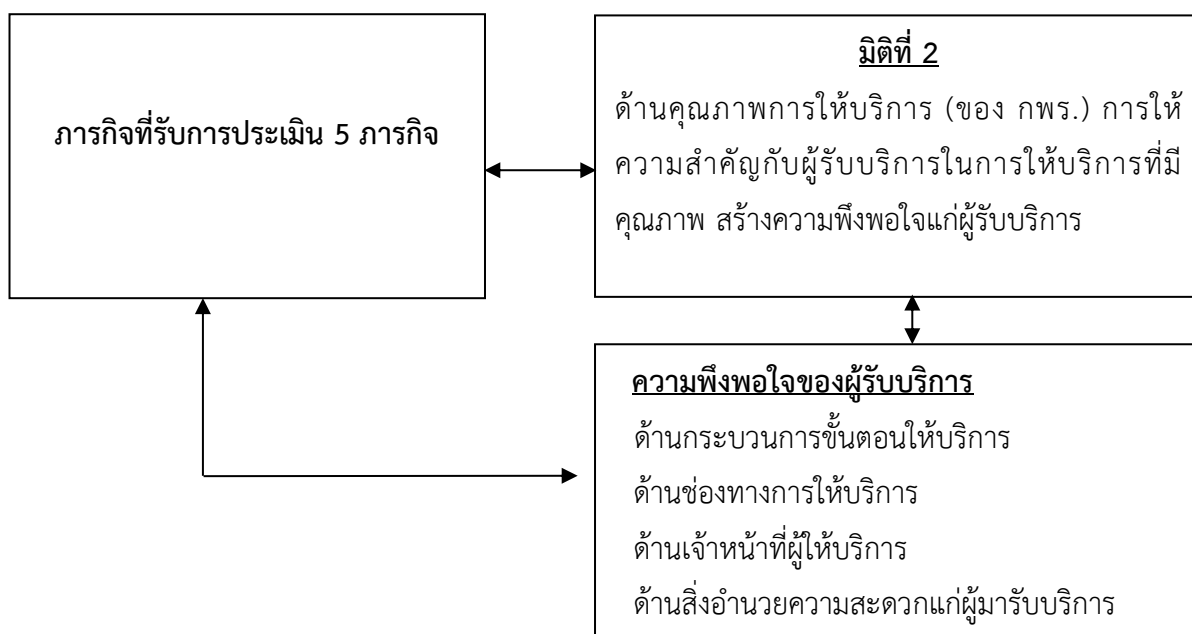 ภารกิจที่รับการประเมิน 5 ภารกิจ
มิติที่ 2
ด้านคุณภาพการให้บริการ (ของ กพร.) การให้
ความสำคัญกับผู้รับบริการในการให้บริการที่มี
คุณภาพ สร้างความพึงพอใจแก่ผู้รับบริการ
ความพึงพอใจของผู้รับบริการ
ด้านกระบวนการขั้นตอนให้บริการ
ด้านช่องทางการให้บริการ
ด้านเจ้าหน้าที่ผู้ให้บริการ
ด้านสิ่งอำนวยความสะดวกแก่ผู้มารับบริการ